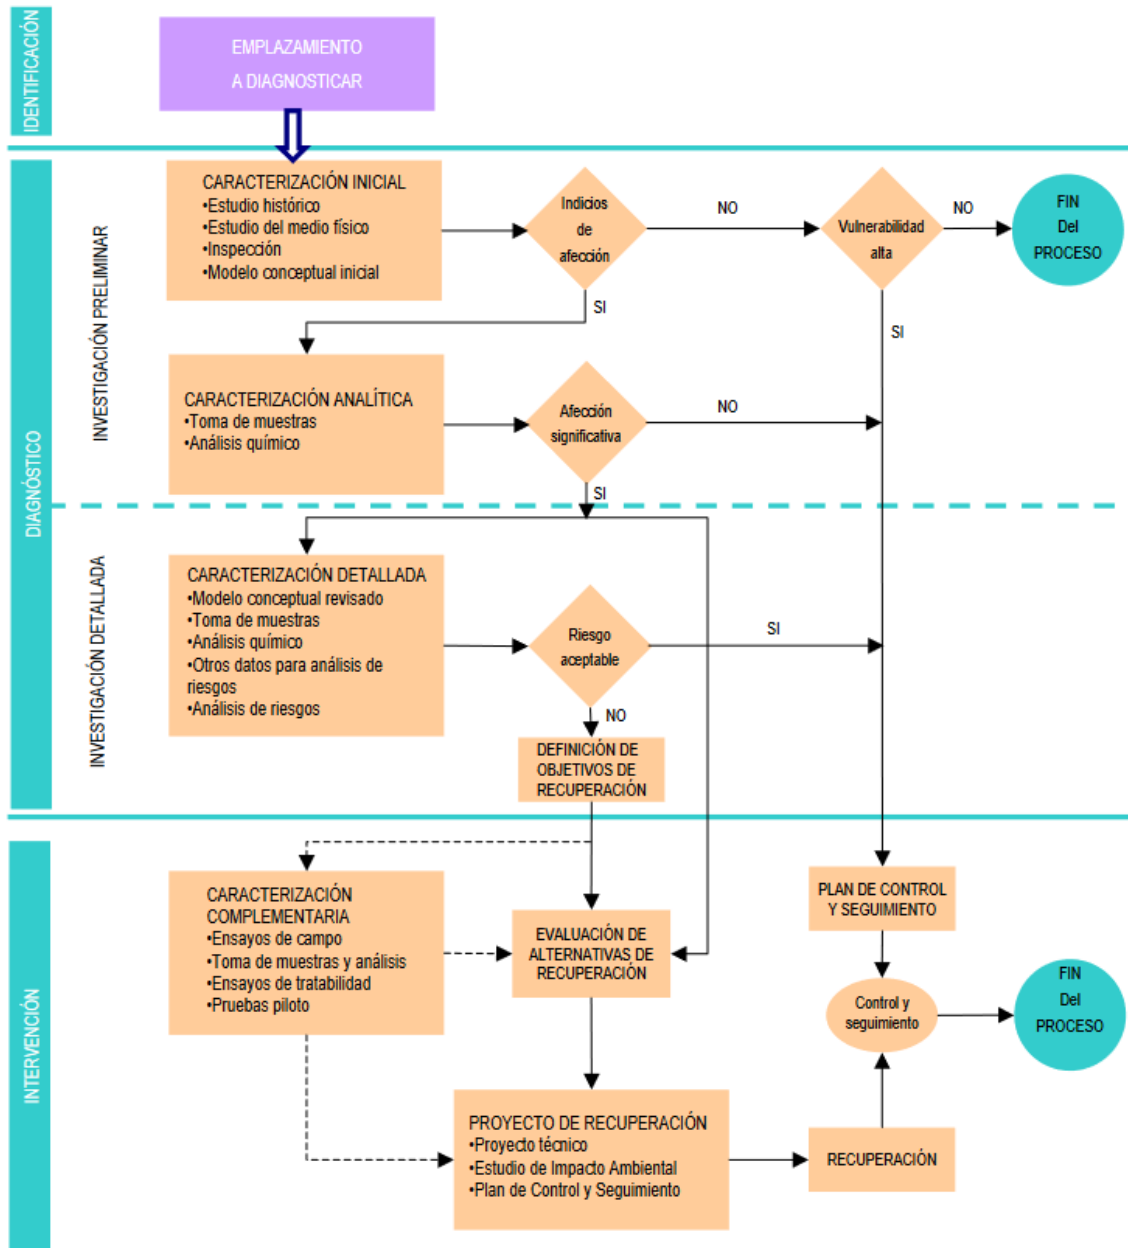 IDENTIFICACIÓN
EMPLAZAMIENTO
A DIAGNOSTICAR
DIAGNÓSTICO
INVESTIGACIÓN PRELIMINAR
CARACTERIZACIÓN INICIAL
•Estudio histórico
•Estudio del medio físico
•Inspección
•Modelo conceptual inicial
Indicios
de
afección
NO
Vulnerabilidad
alta
NO
FIN
Del
PROCESO
SI
SI
CARACTERIZACIÓN ANALÍTICA
•Toma de muestras
•Análisis químico
Afección
significativa
NO
SI
INVESTIGACIÓN DETALLADA
CARACTERIZACIÓN DETALLADA
•Modelo conceptual revisado
•Toma de muestras
•Análisis químico
•Otros datos para análisis de
riesgos
•Análisis de riesgos
Riesgo
aceptable
SI
NO
DEFINICIÓN DE
OBJETIVOS DE
RECUPERACIÓN
INTERVENCIÓN
CARACTERIZACIÓN
COMPLEMENTARIA
•Ensayos de campo
•Toma de muestras y análisis
•Ensayos de tratabilidad
•Pruebas piloto
EVALUACIÓN DE
ALTERNATIVAS DE
RECUPERACIÓN
PLAN DE CONTROL
Y SEGUIMIENTO
Control y
seguimiento
FIN
Del
PROCESO
PROYECTO DE RECUPERACIÓN
•Proyecto técnico
•Estudio de Impacto Ambiental
•Plan de Control y Seguimiento
RECUPERACIÓN